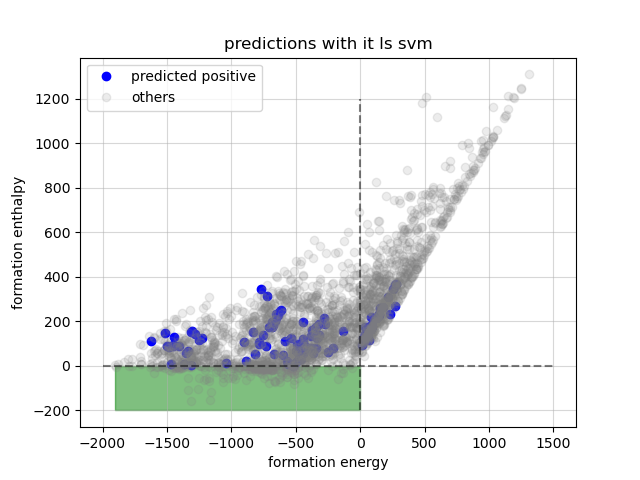 predictions with it ls svm
predicted positive
others
formation enthalpy
1200
1000
800
600
400
200
0
−200
−2000 −1500 −1000 −500 0 500 1000 1500
formation energy